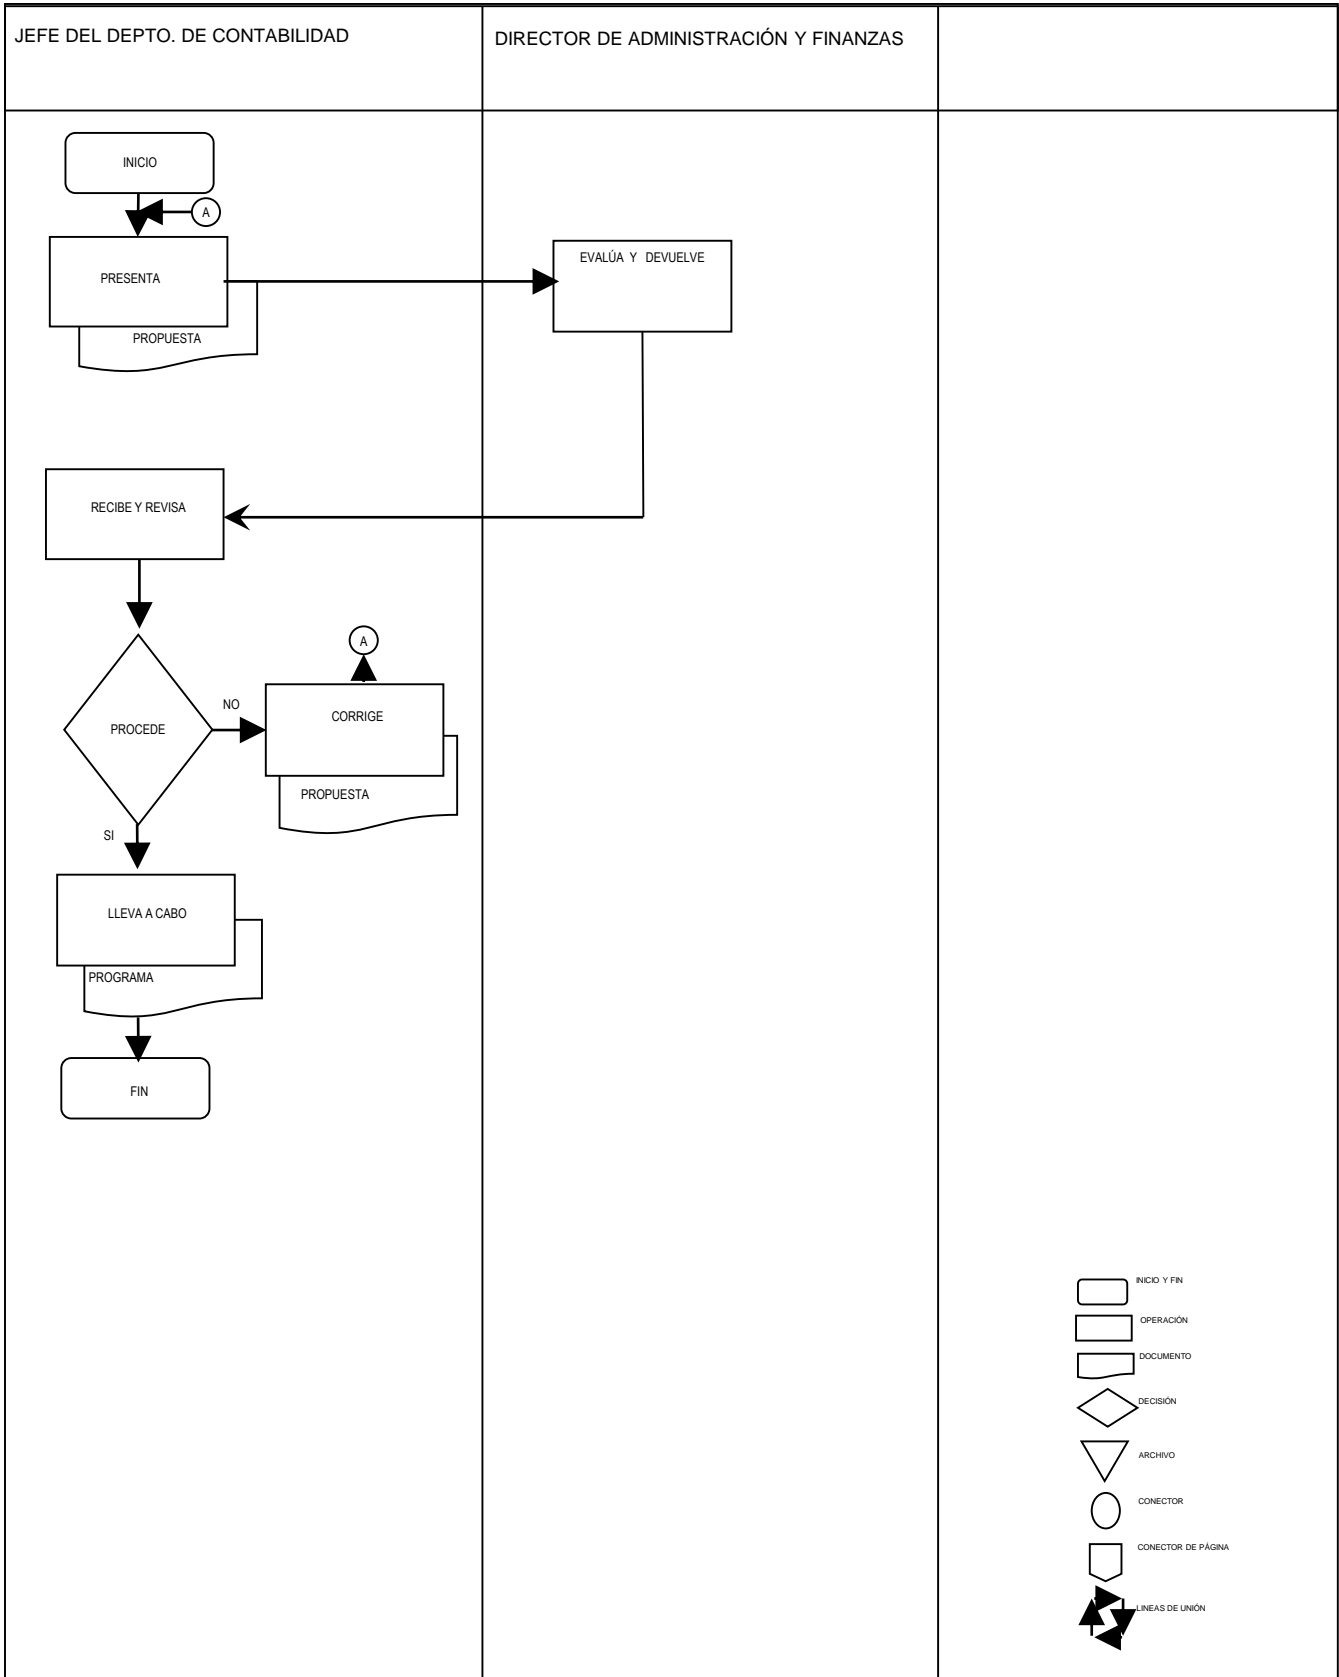 JEFE DEL DEPTO. DE CONTABILIDAD
DIRECTOR DE ADMINISTRACIÓN Y FINANZAS
INICIO
A
PRESENTA
PROPUESTA
EVALÚA Y DEVUELVE
RECIBE Y REVISA
A
PROCEDE
NO
CORRIGE
PROPUESTA
SI
LLEVA A CABO
PROGRAMA
FIN
INICIO Y FIN
OPERACIÓN
DOCUMENTO
DECISIÓN
ARCHIVO
CONECTOR
CONECTOR DE PÁGINA
LINEAS DE UNIÓN